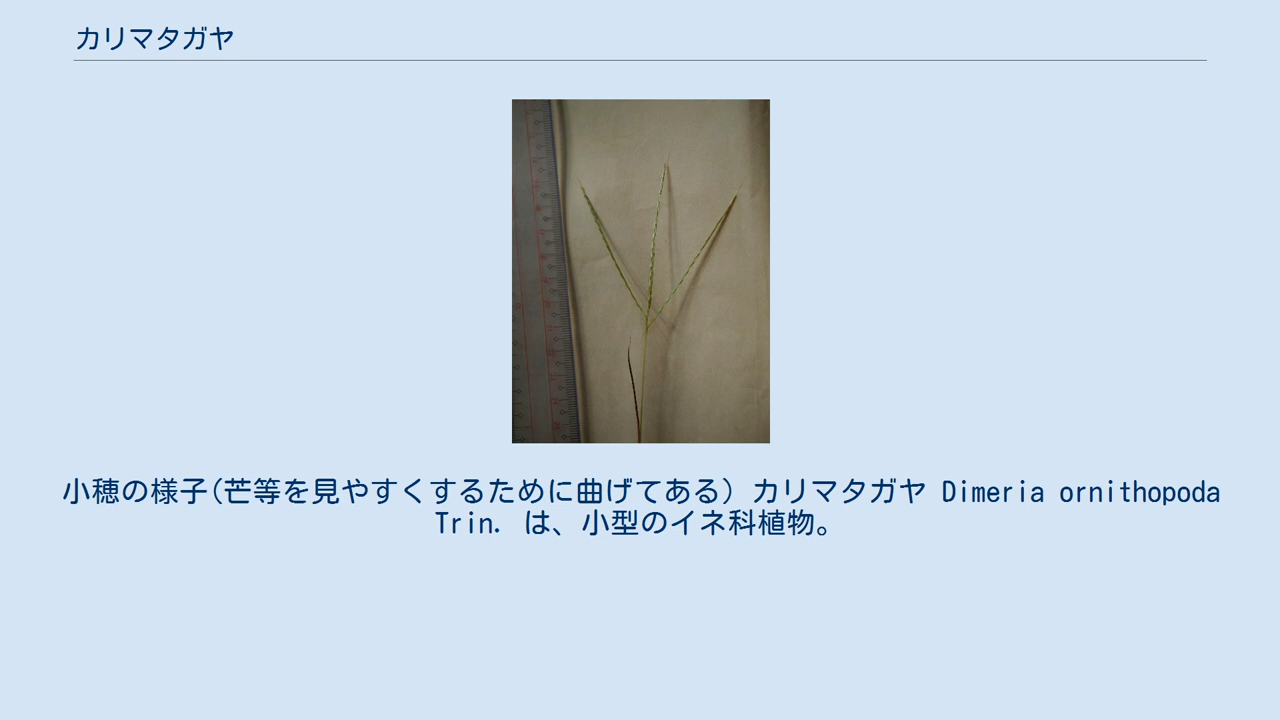 カリマタガヤ
小穂の様子(芒等を見やすくするために曲げてある) カリマタガヤ Dimeria ornithopoda
Trin. は、小型のイネ科植物。